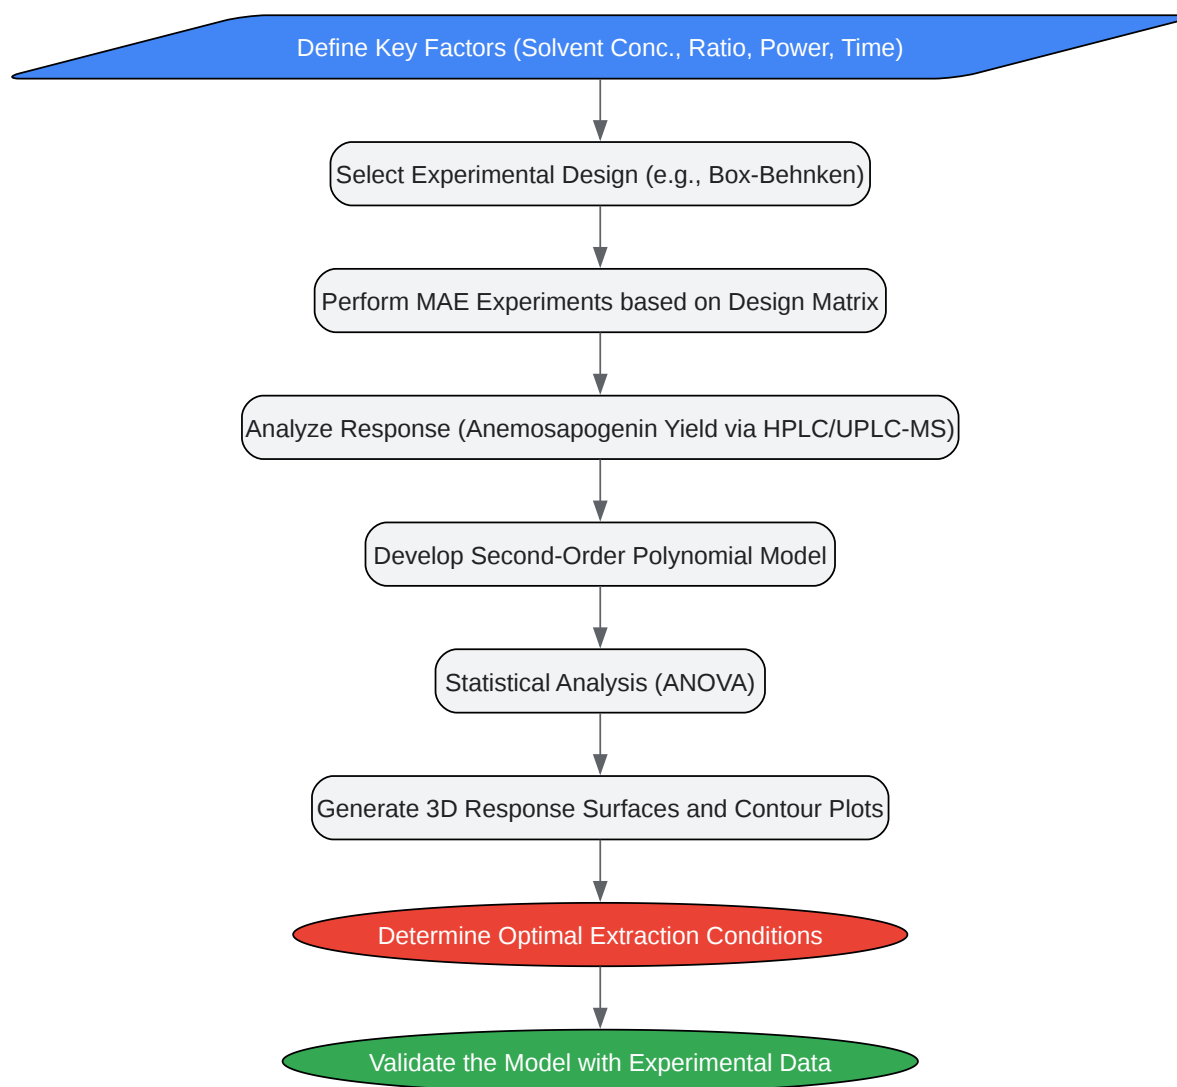 Define Key Factors (Solvent Conc., Ratio, Power, Time)
Select Experimental Design (e.g., Box-Behnken)
Perform MAE Experiments based on Design Matrix
Analyze Response (Anemosapogenin Yield via HPLC/UPLC-MS)
Develop Second-Order Polynomial Model
Statistical Analysis (ANOVA)
Generate 3D Response Surfaces and Contour Plots
Determine Optimal Extraction Conditions
Validate the Model with Experimental Data